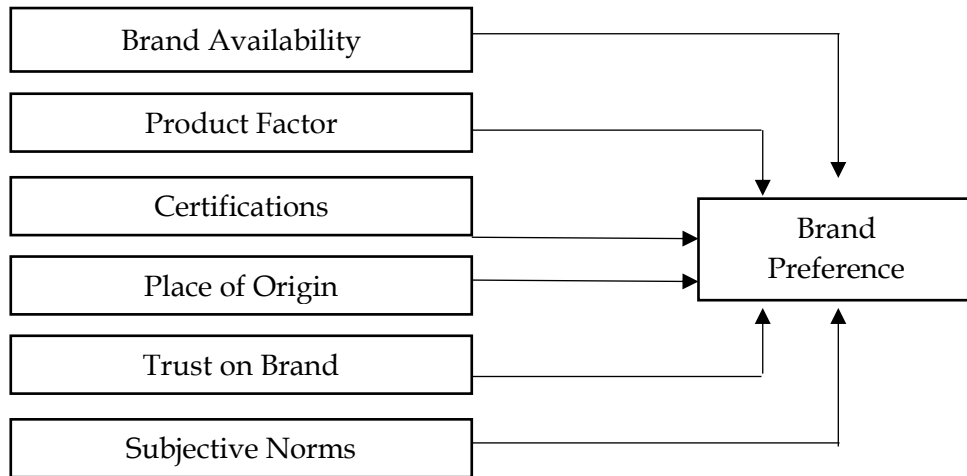 Brand Availability
Product Factor
Certifications
Place of Origin
Trust on Brand
Subjective Norms
Brand
Preference